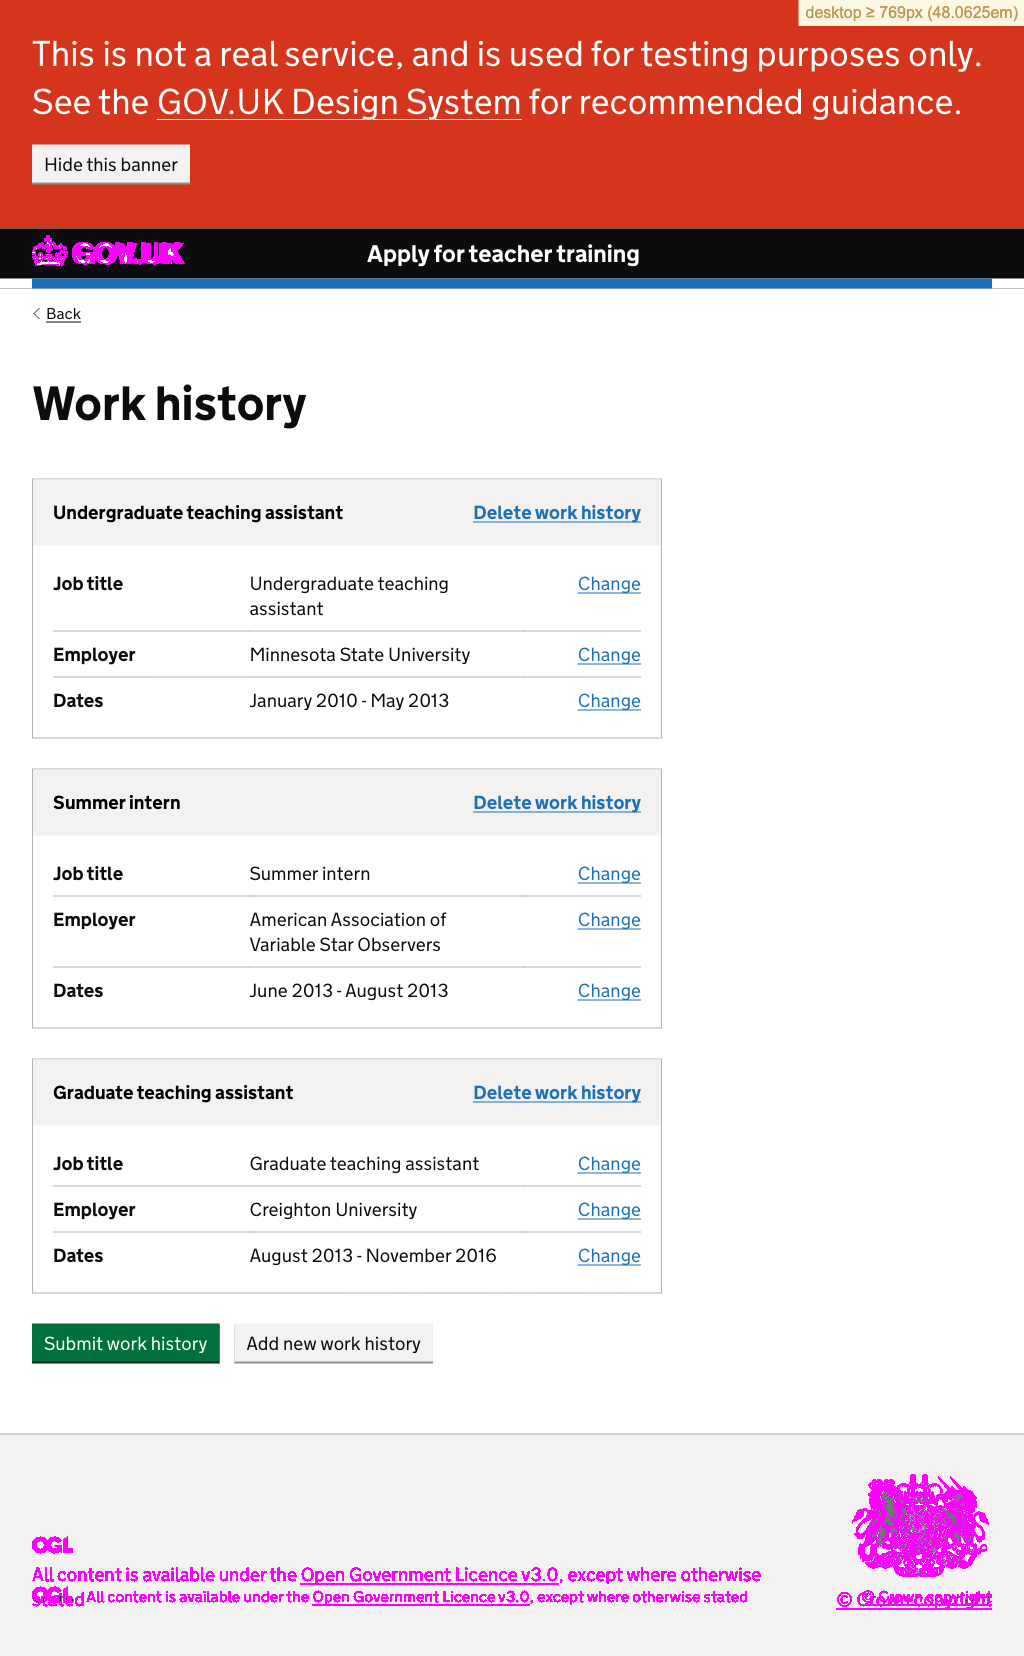 desktop ≥ 769px (48.0625em)
This is not a real service, and is used for testing purposes only.
See the GOV.UK Design System for recommended guidance.
Hide this banner
GOV.UK Apply for teacher training
Back
Work history
Undergraduate teaching assistant Delete work history
Job title Undergraduate teaching Change
assistant
Employer Minnesota State University Change
Dates January 2010 - May 2013 Change
Summer intern Delete work history
Job title Summer intern Change
Employer American Association of Change
Variable Star Observers
Dates June 2013 - August 2013 Change
Graduate teaching assistant Delete work history
Job title Graduate teaching assistant Change
Employer Creighton University Change
Dates August 2013 - November 2016 Change
Submit work history Add new work history
OGL
All content is available under the Open Government Licence v3.0, except where otherwise
stated
OGL All content is available under the Open Government Licence v3.0, except where otherwise stated
© Crown copyright
© Crown copyright